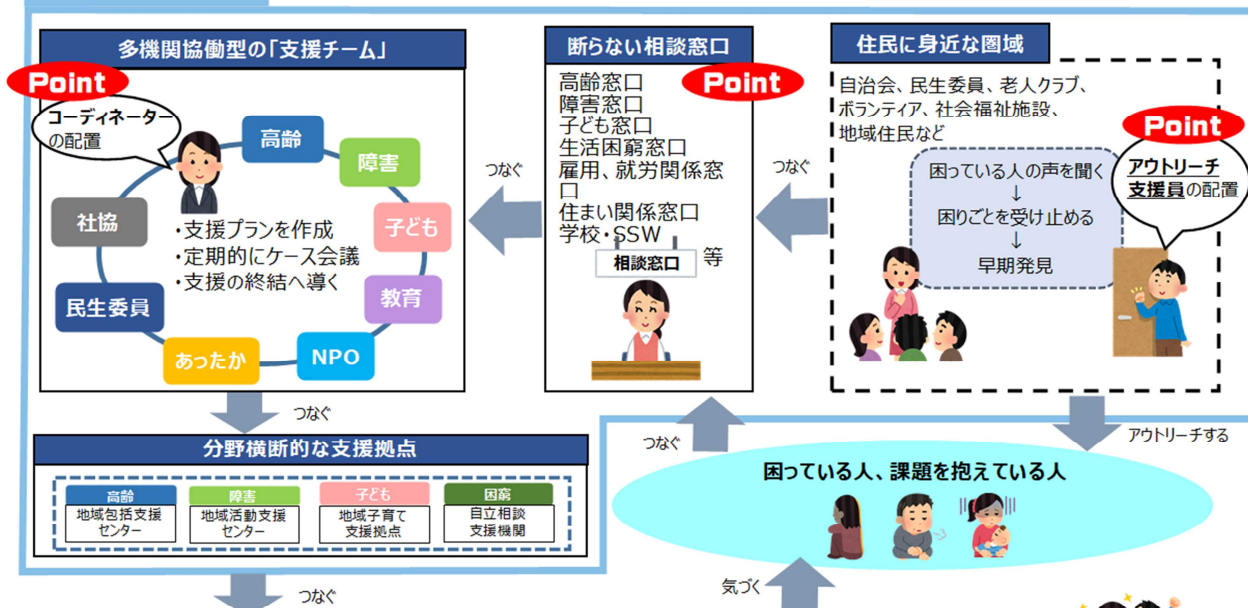 多機関協働型の「支援チーム」
Point
コーディネーター
の配置
高齢
障害
子ども
教育
NPO
あったか
民生委員
社協
・支援プランを作成
・定期的にケース会議
・支援の終結へ導く
つなぐ
断らない相談窓口
Point
高齢窓口
障害窓口
子ども窓口
生活困窮窓口
雇用、就労関係窓
口
住まい関係窓口
学校・SSW
等
相談窓口
つなぐ
住民に身近な圏域
自治会、民生委員、老人クラブ、
ボランティア、社会福祉施設、
地域住民など
Point
アウトリーチ
支援員の配置
困っている人の声を聞く
↓
困りごとを受け止める
↓
早期発見
つなぐ
分野横断的な支援拠点
高齢
地域包括支援
センター
障害
地域活動支援
センター
子ども
地域子育て
支援拠点
困窮
自立相談
支援機関
つなぐ
つなぐ
アウトリーチする
困っている人、課題を抱えている人
気づく